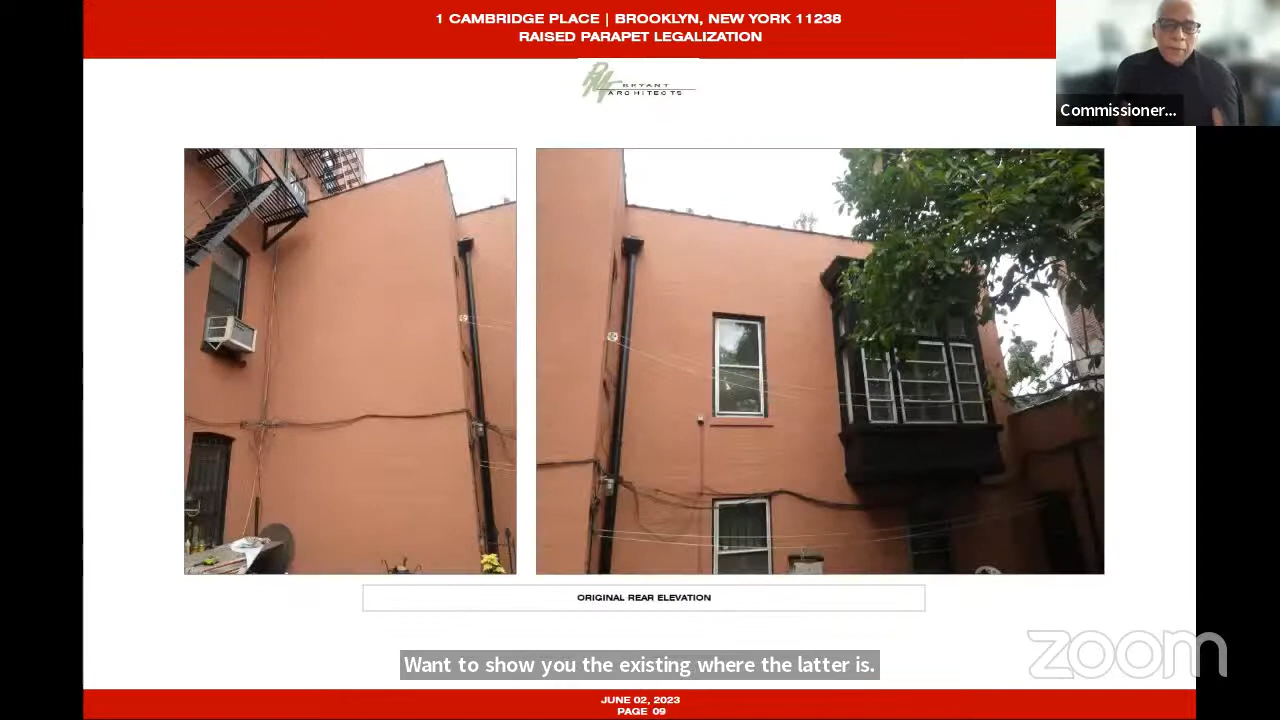 1 CAMBRIDGE PLACE | BROOKLYN, NEW YORK 11238
RAISED PARAPET LEGALIZATION
BRYANT
ARCHITECTS
Commissioner...
ORIGINAL REAR ELEVATION
Want to show you the existing where the latter is.
zoom
JUNE 02, 2023
PAGE 09